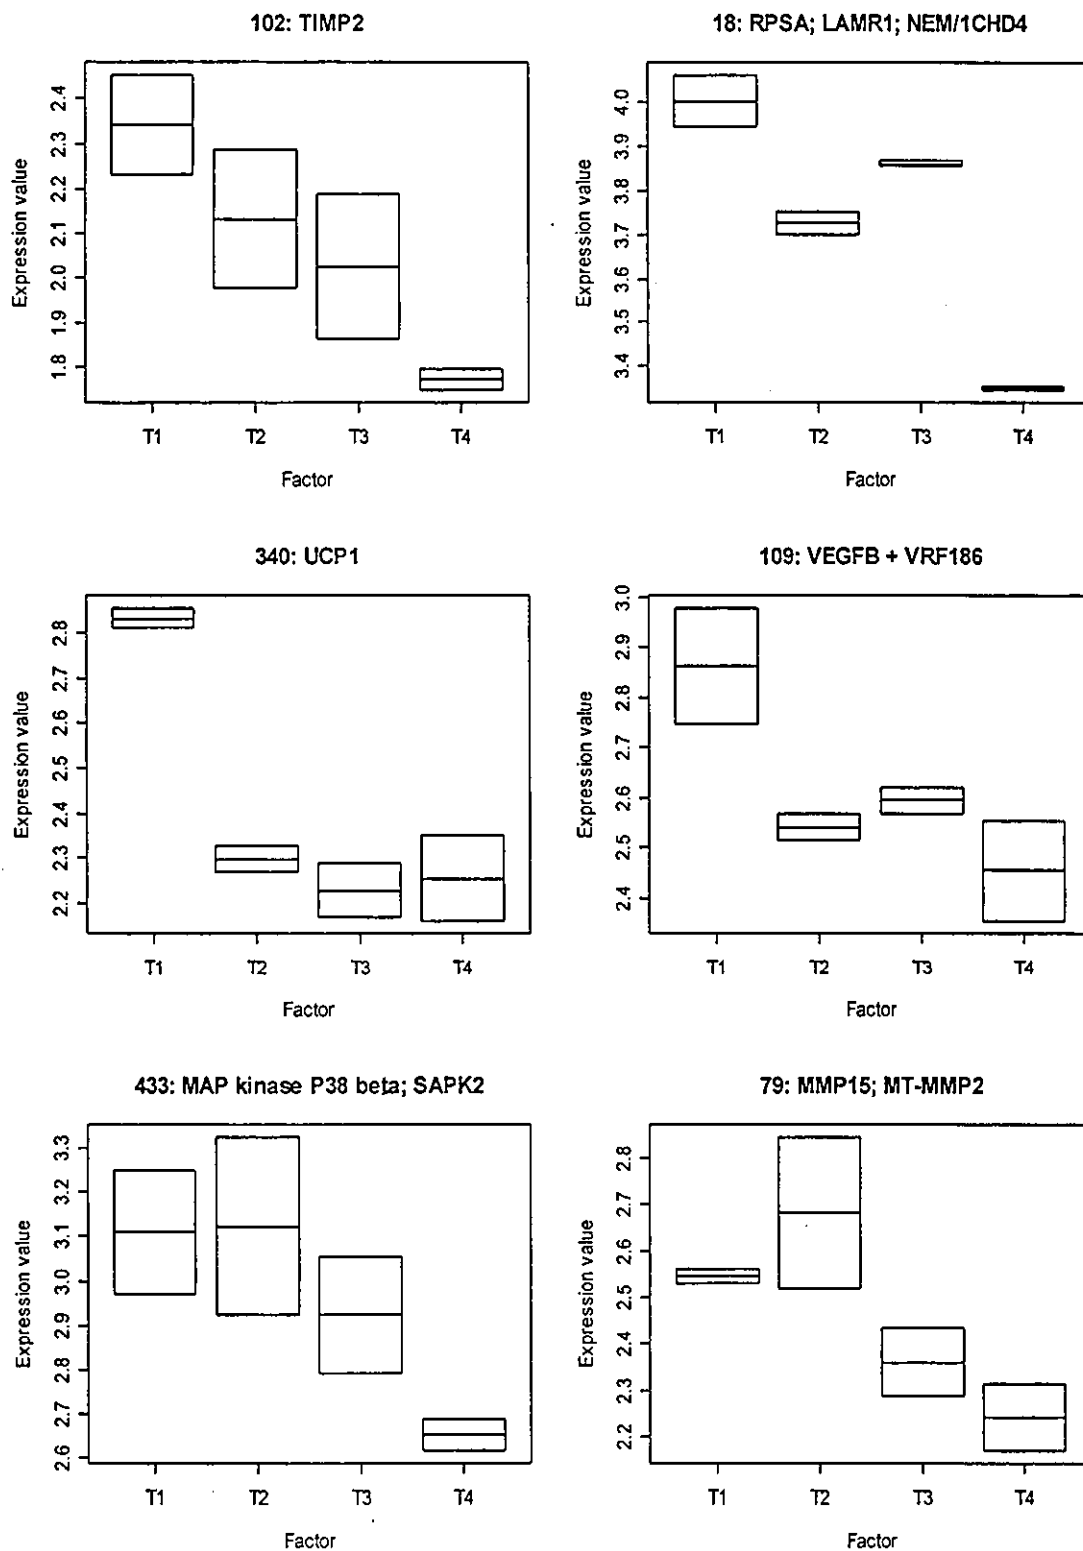 102: TIMP2
Expression value
2.4
2.3
2.2
2.1
2.0
1.9
1.8
T1 T2 T3 T4
Factor
18: RPSA; LAMR1; NEM/1CHD4
Expression value
4.0
3.9
3.8
3.7
3.6
3.5
3.4
T1 T2 T3 T4
Factor
340: UCP1
Expression value
2.8
2.7
2.6
2.5
2.4
2.3
2.2
T1 T2 T3 T4
Factor
109: VEGFB + VRF186
Expression value
3.0
2.9
2.8
2.7
2.6
2.5
2.4
T1 T2 T3 T4
Factor
433: MAP kinase P38 beta; SAPK2
Expression value
3.3
3.2
3.1
3.0
2.9
2.8
2.7
2.6
T1 T2 T3 T4
Factor
79: MMP15; MT-MMP2
Expression value
2.8
2.7
2.6
2.5
2.4
2.3
2.2
T1 T2 T3 T4
Factor